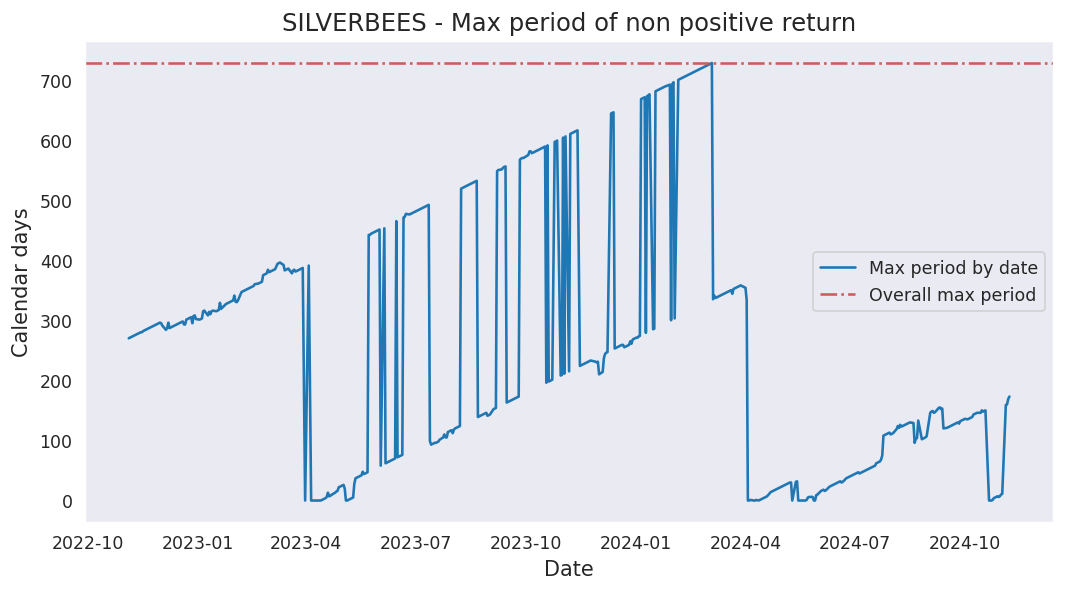 SILVERBEES - Max period of non positive return
Calendar days
700
600
500
400
300
200
100
0
Max period by date
Overall max period
2022-10 2023-01 2023-04 2023-07 2023-10 2024-01 2024-04 2024-07 2024-10
Date